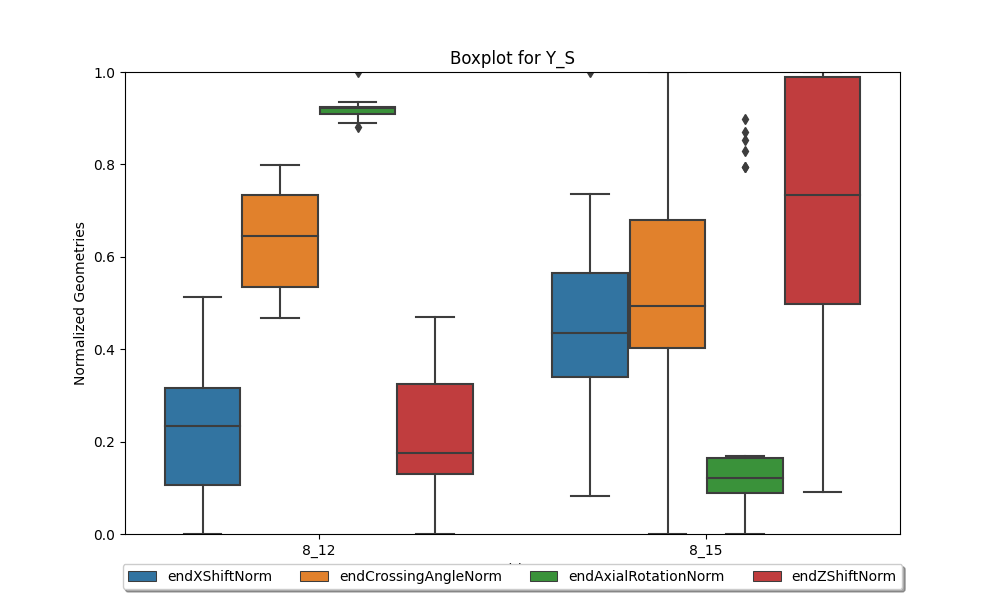 Boxplot for Y_S
Normalized Geometries
1.0
0.8
0.6
0.4
0.2
0.0
8_12 8_15
endXShiftNorm endCrossingAngleNorm endAxialRotationNorm endZShiftNorm